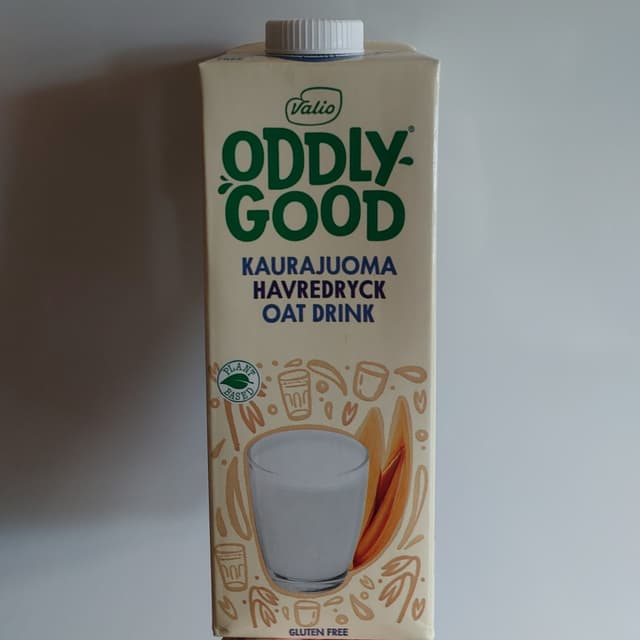 Valio
ODDLY-
GOOD
KAURAJUOMA
HAVREDRYCK
OAT DRINK
PLANT
BASED
GLUTEN FREE